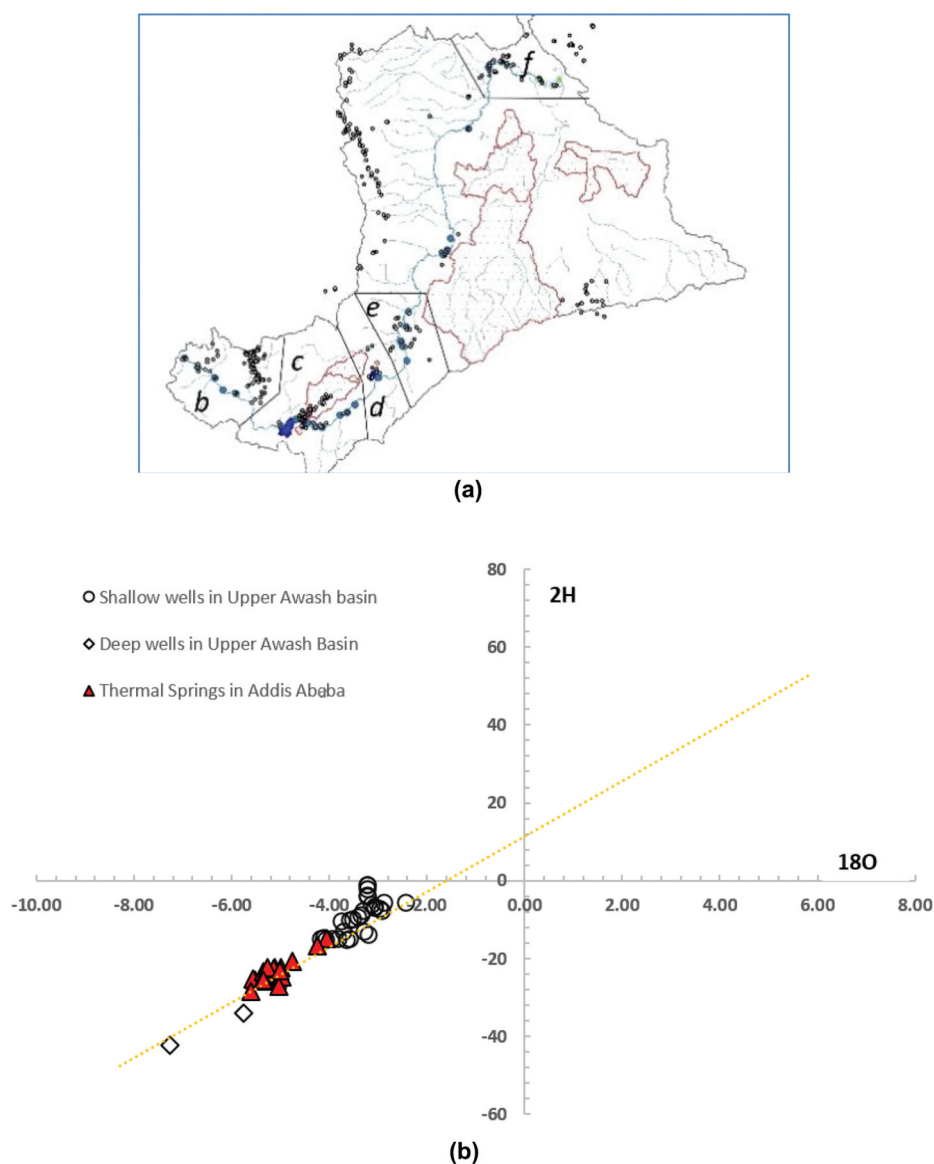 f
e
c
b
d
(a)
80
2H
Shallow wells in Upper Awash basin
60
Deep wells in Upper Awash Basin
40
Thermal Springs in Addis Ababa
20
18O
0
-10.00 -8.00 -6.00 -4.00 -2.00 0.00 2.00 4.00 6.00 8.00
-20
-40
-60
(b)